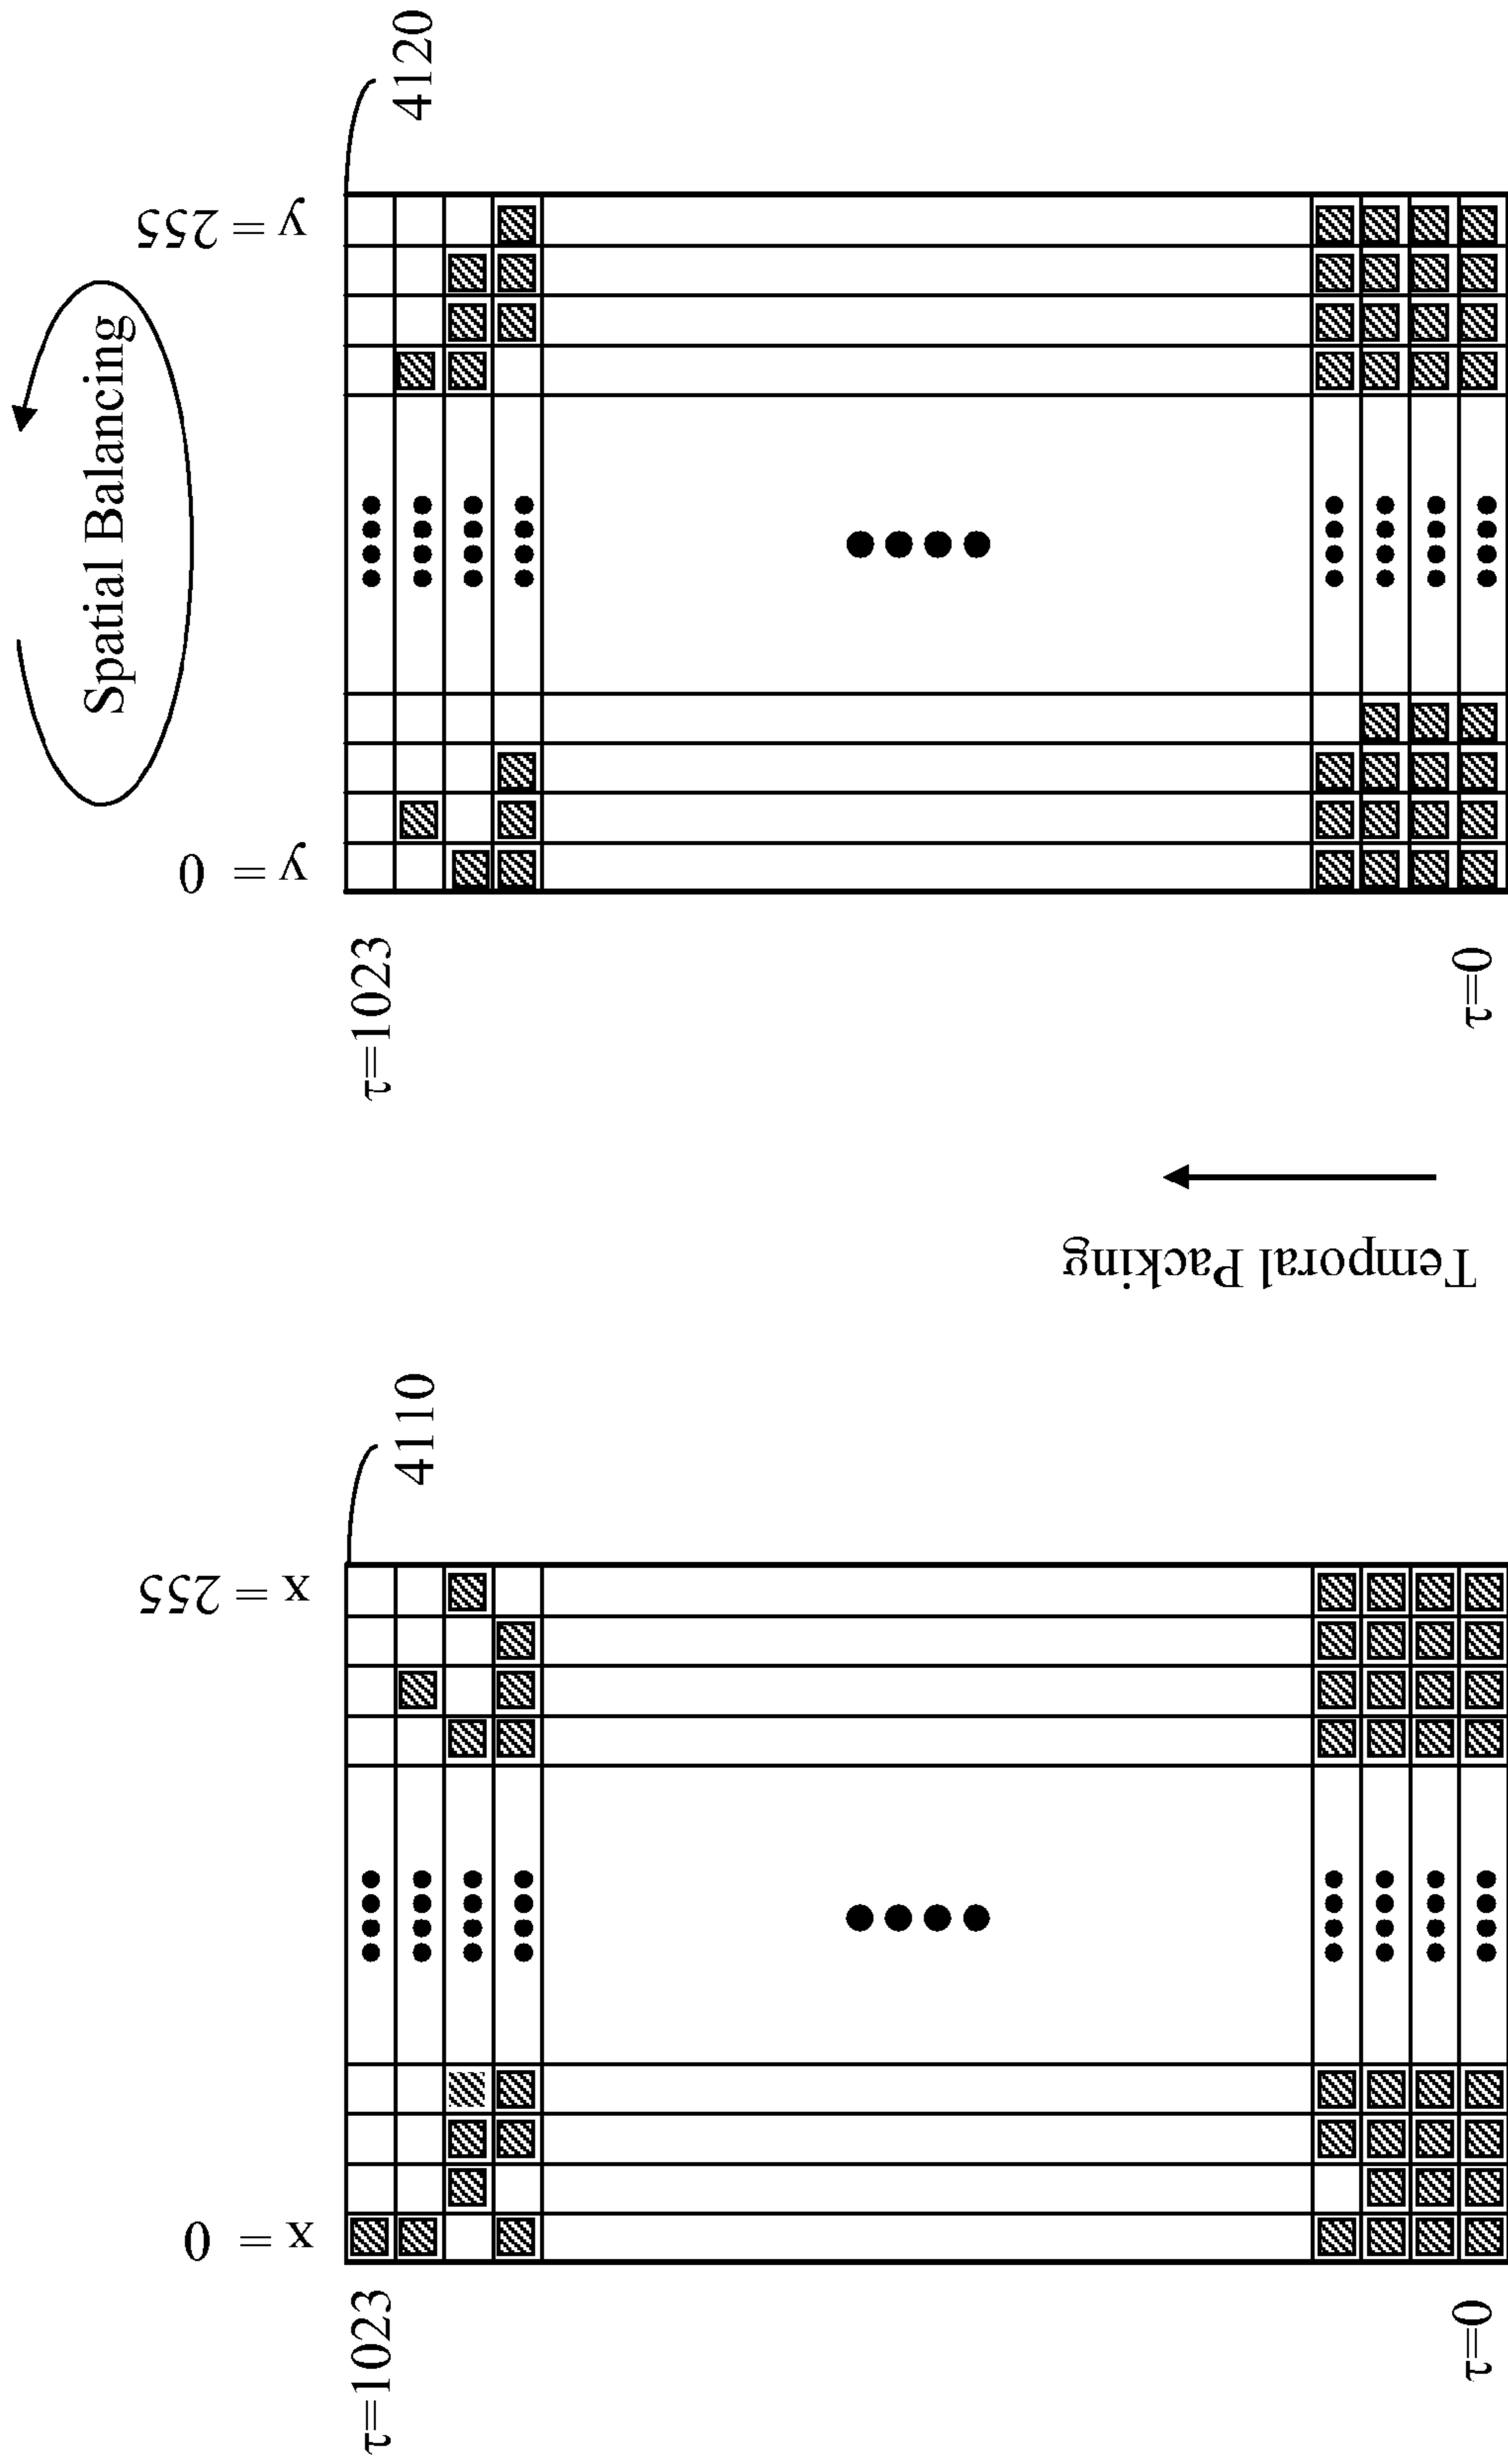 Spatial Balancing
y = 0
y = 255
4120
τ=1023
τ=0
Temporal Packing
x = 0
x = 255
4110
τ=1023
τ=0